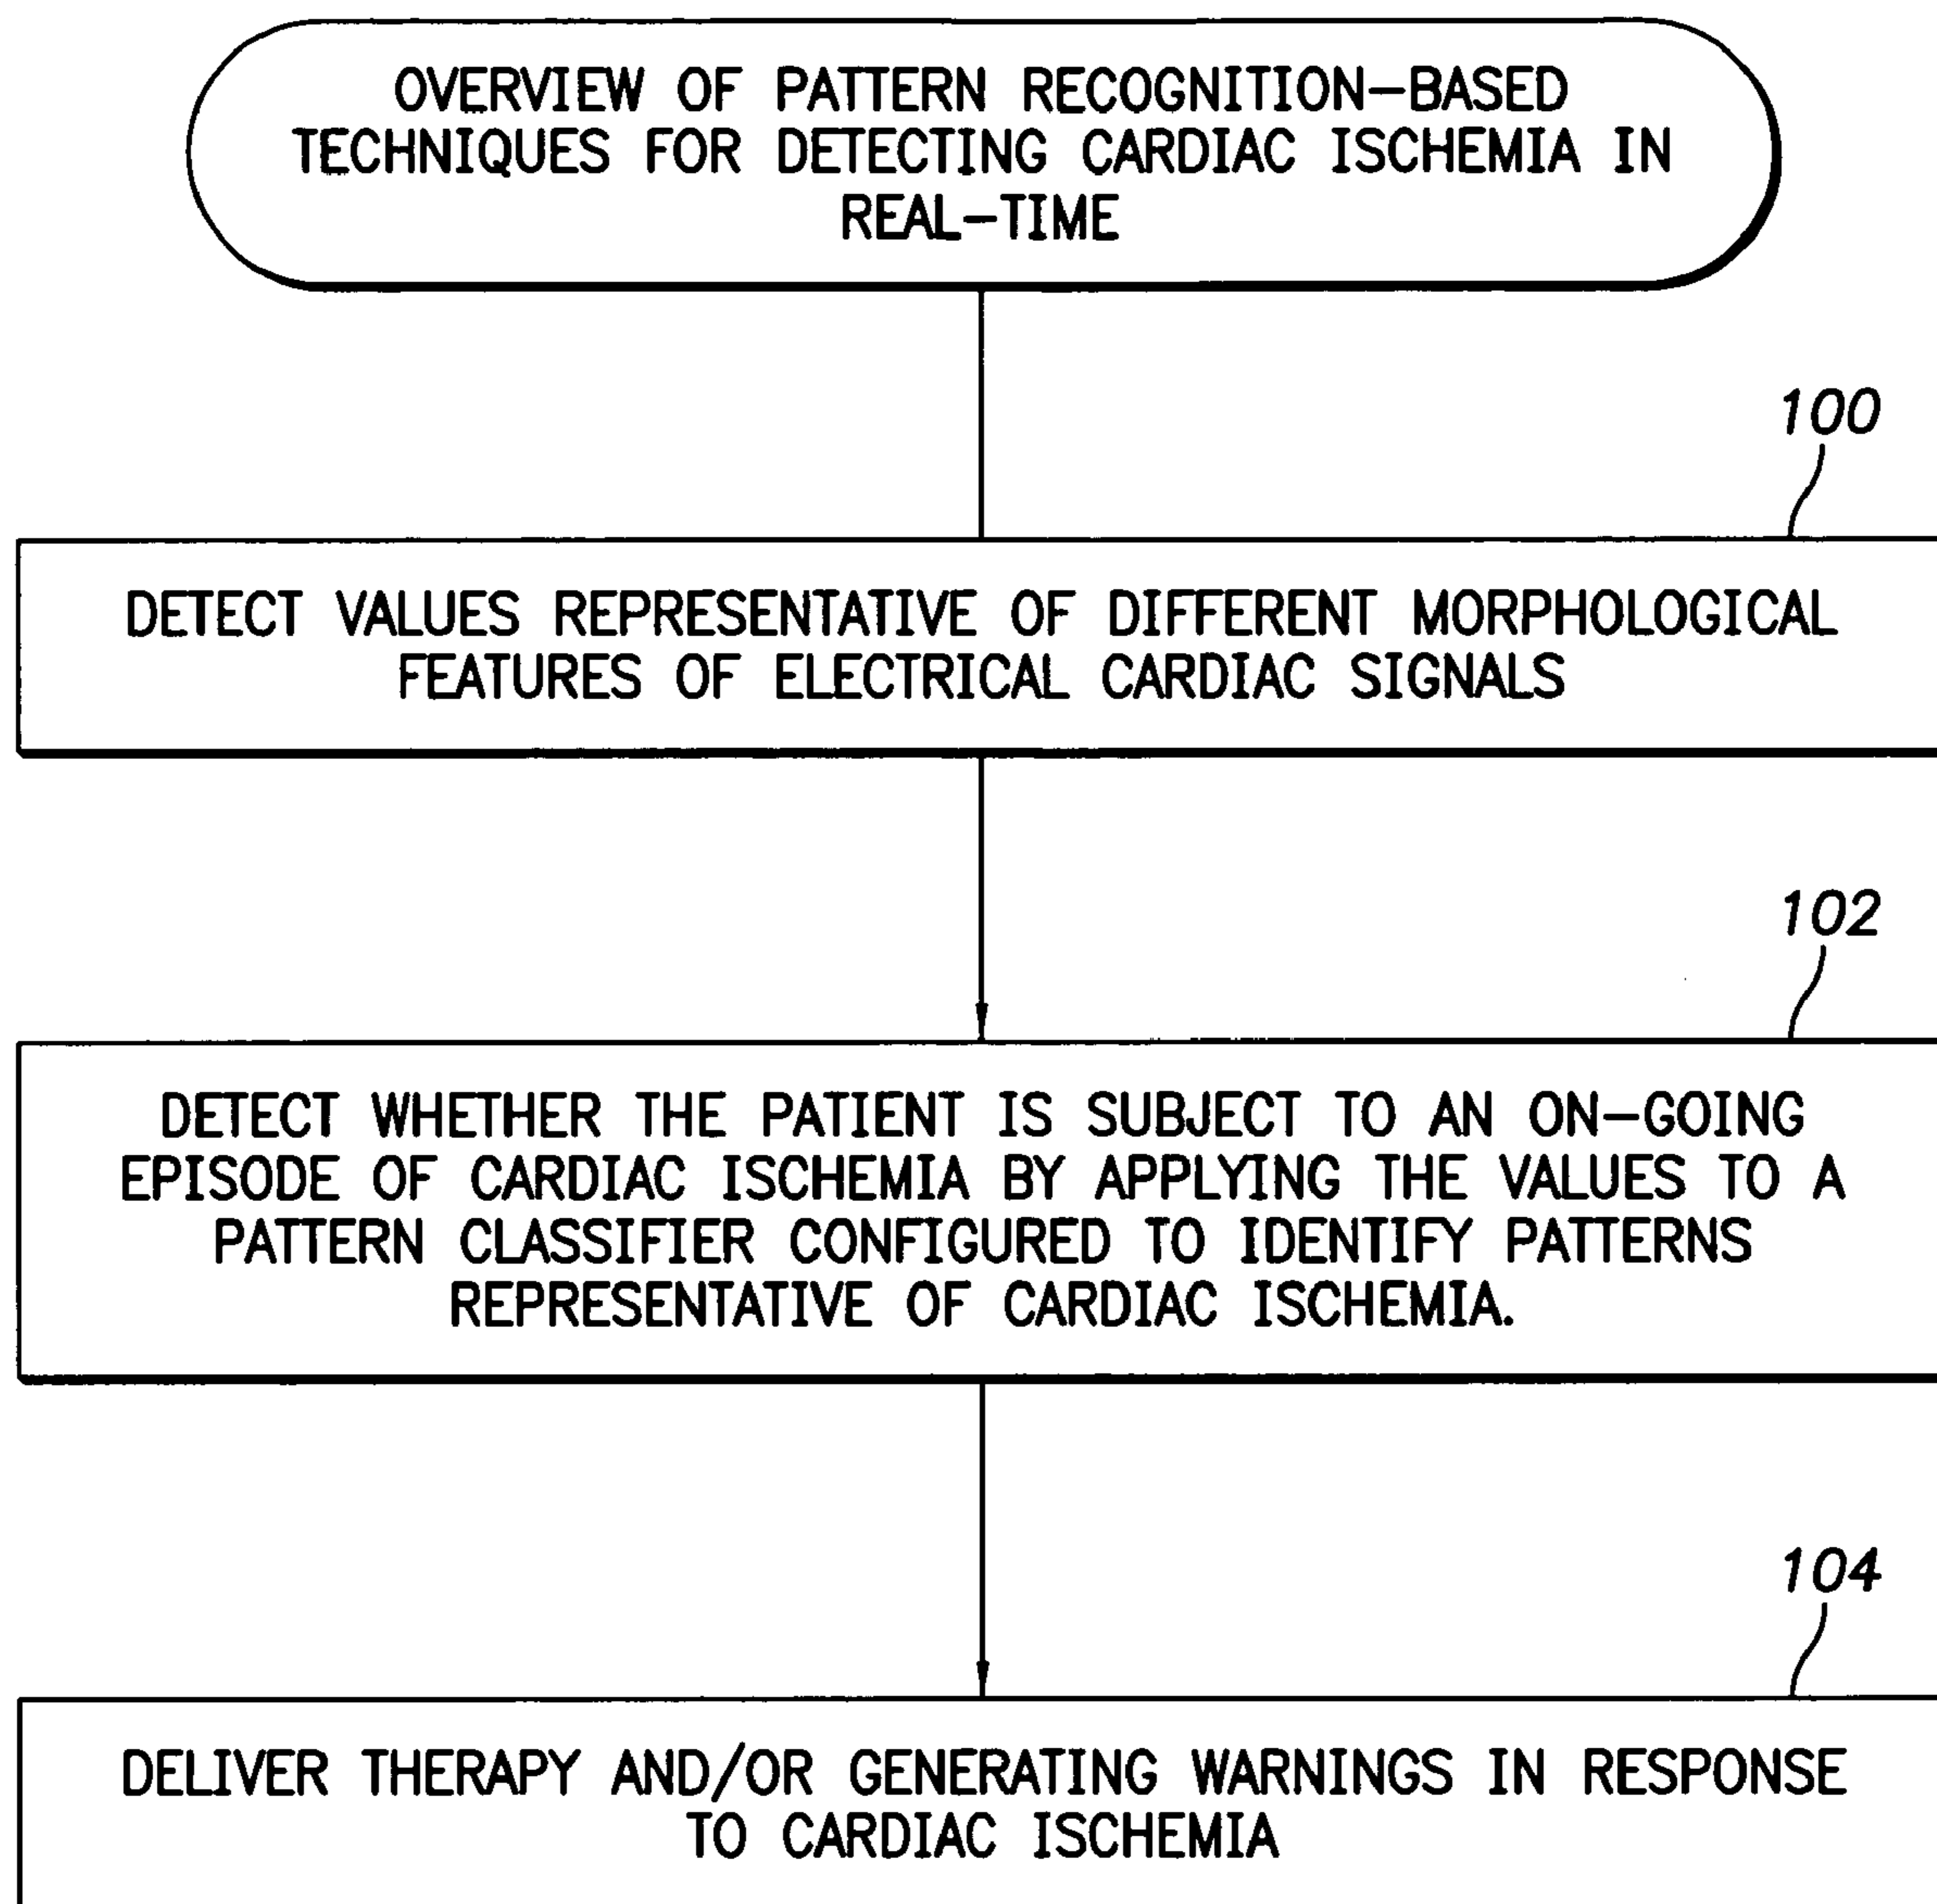 OVERVIEW OF PATTERN RECOGNITION-BASED
TECHNIQUES FOR DETECTING CARDIAC ISCHEMIA IN
REAL-TIME
100
DETECT VALUES REPRESENTATIVE OF DIFFERENT MORPHOLOGICAL
FEATURES OF ELECTRICAL CARDIAC SIGNALS
102
DETECT WHETHER THE PATIENT IS SUBJECT TO AN ON-GOING
EPISODE OF CARDIAC ISCHEMIA BY APPLYING THE VALUES TO A
PATTERN CLASSIFIER CONFIGURED TO IDENTIFY PATTERNS
REPRESENTATIVE OF CARDIAC ISCHEMIA.
104
DELIVER THERAPY AND/OR GENERATING WARNINGS IN RESPONSE
TO CARDIAC ISCHEMIA